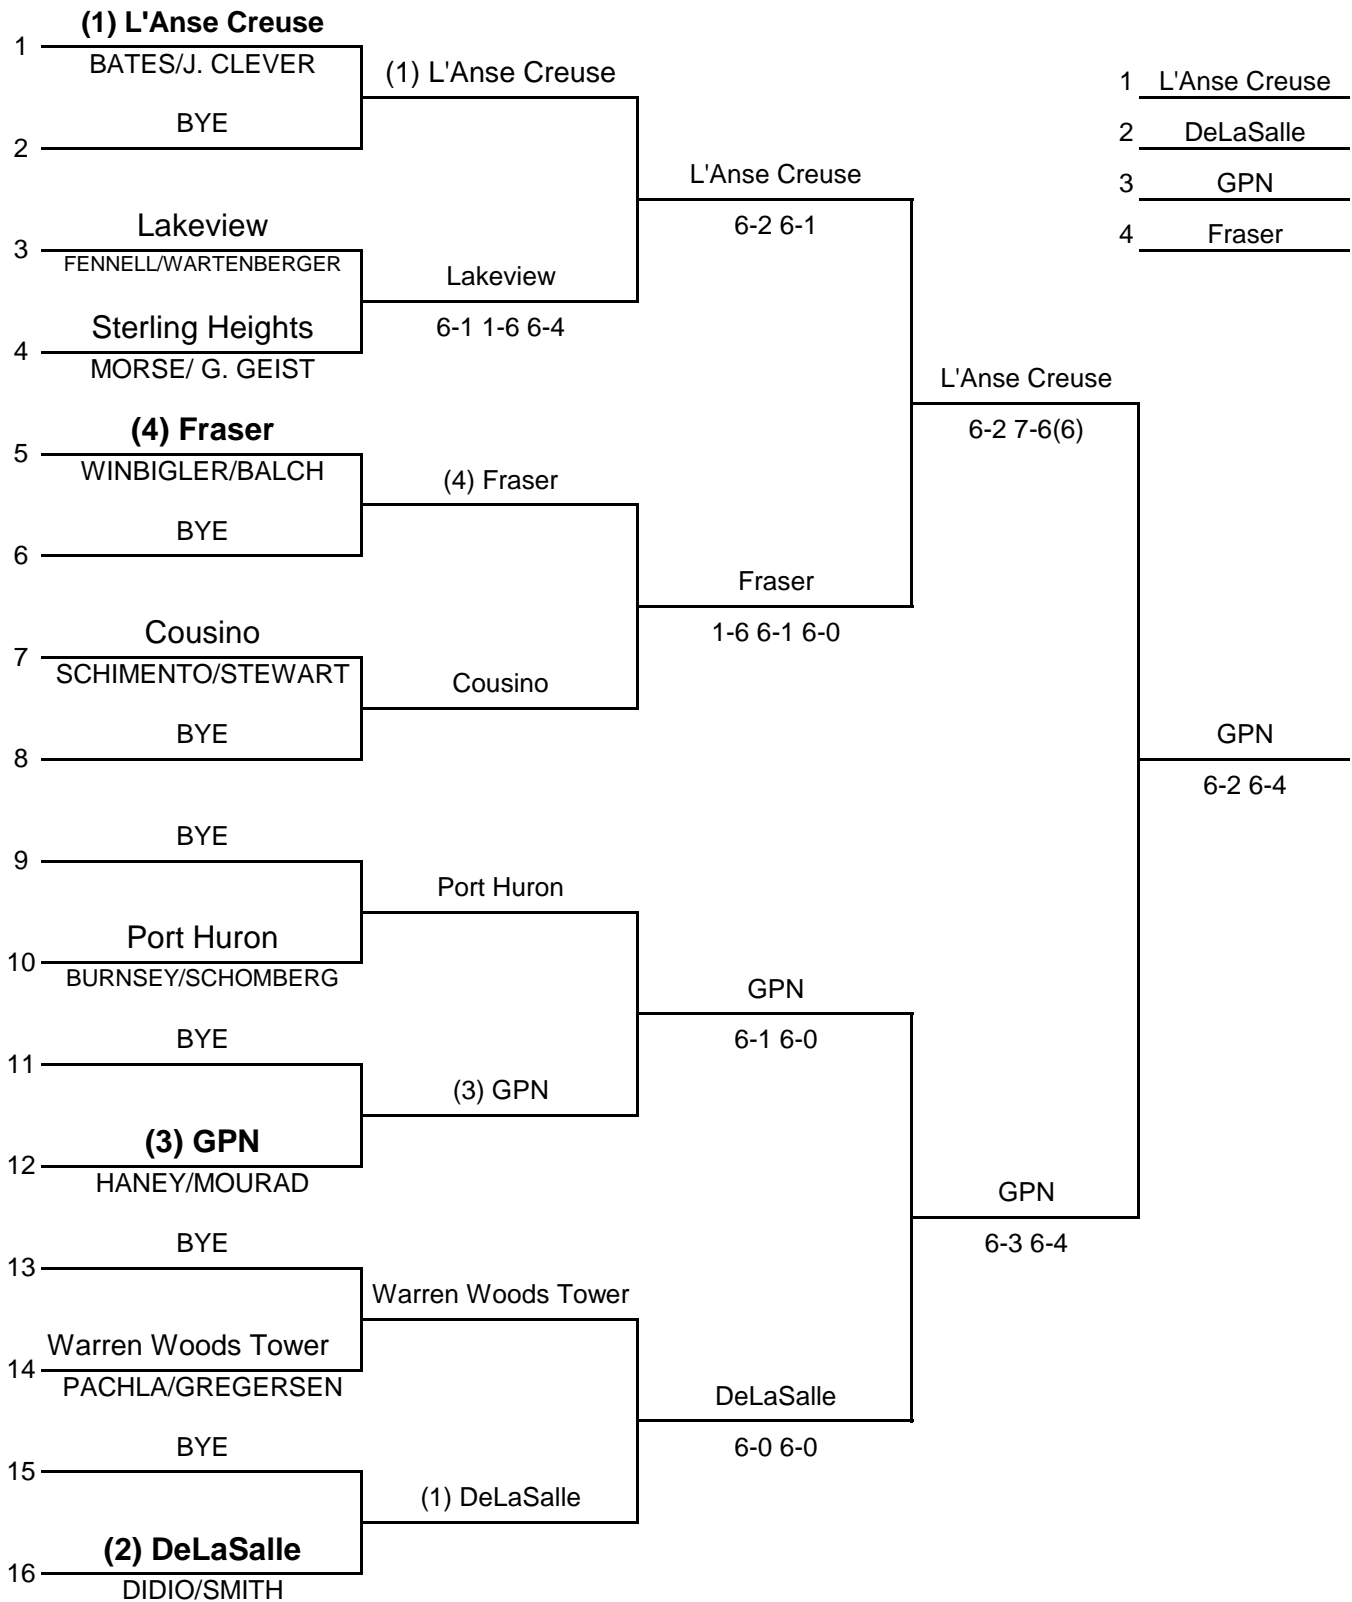 (1) L'Anse Creuse
1
BATES/J. CLEVER
BYE
2
Lakeview
3
FENNELL/WARTENBERGER
Sterling Heights
4
MORSE/ G. GEIST
(4) Fraser
5
WINBIGLER/BALCH
BYE
6
Cousino
7
SCHIMENTO/STEWART
BYE
8
BYE
9
Port Huron
10
BURNSEY/SCHOMBERG
BYE
11
(3) GPN
12
HANEY/MOURAD
BYE
13
Warren Woods Tower
14
PACHLA/GREGERSEN
BYE
15
(2) DeLaSalle
16
DIDIO/SMITH
(1) L'Anse Creuse
Lakeview
6-1 1-6 6-4
(4) Fraser
Cousino
Port Huron
(3) GPN
Warren Woods Tower
(1) DeLaSalle
L'Anse Creuse
6-2 6-1
Fraser
1-6 6-1 6-0
GPN
6-1 6-0
DeLaSalle
6-0 6-0
L'Anse Creuse
6-2 7-6(6)
GPN
6-3 6-4
GPN
6-2 6-4
1 L'Anse Creuse
2 DeLaSalle
3 GPN
4 Fraser